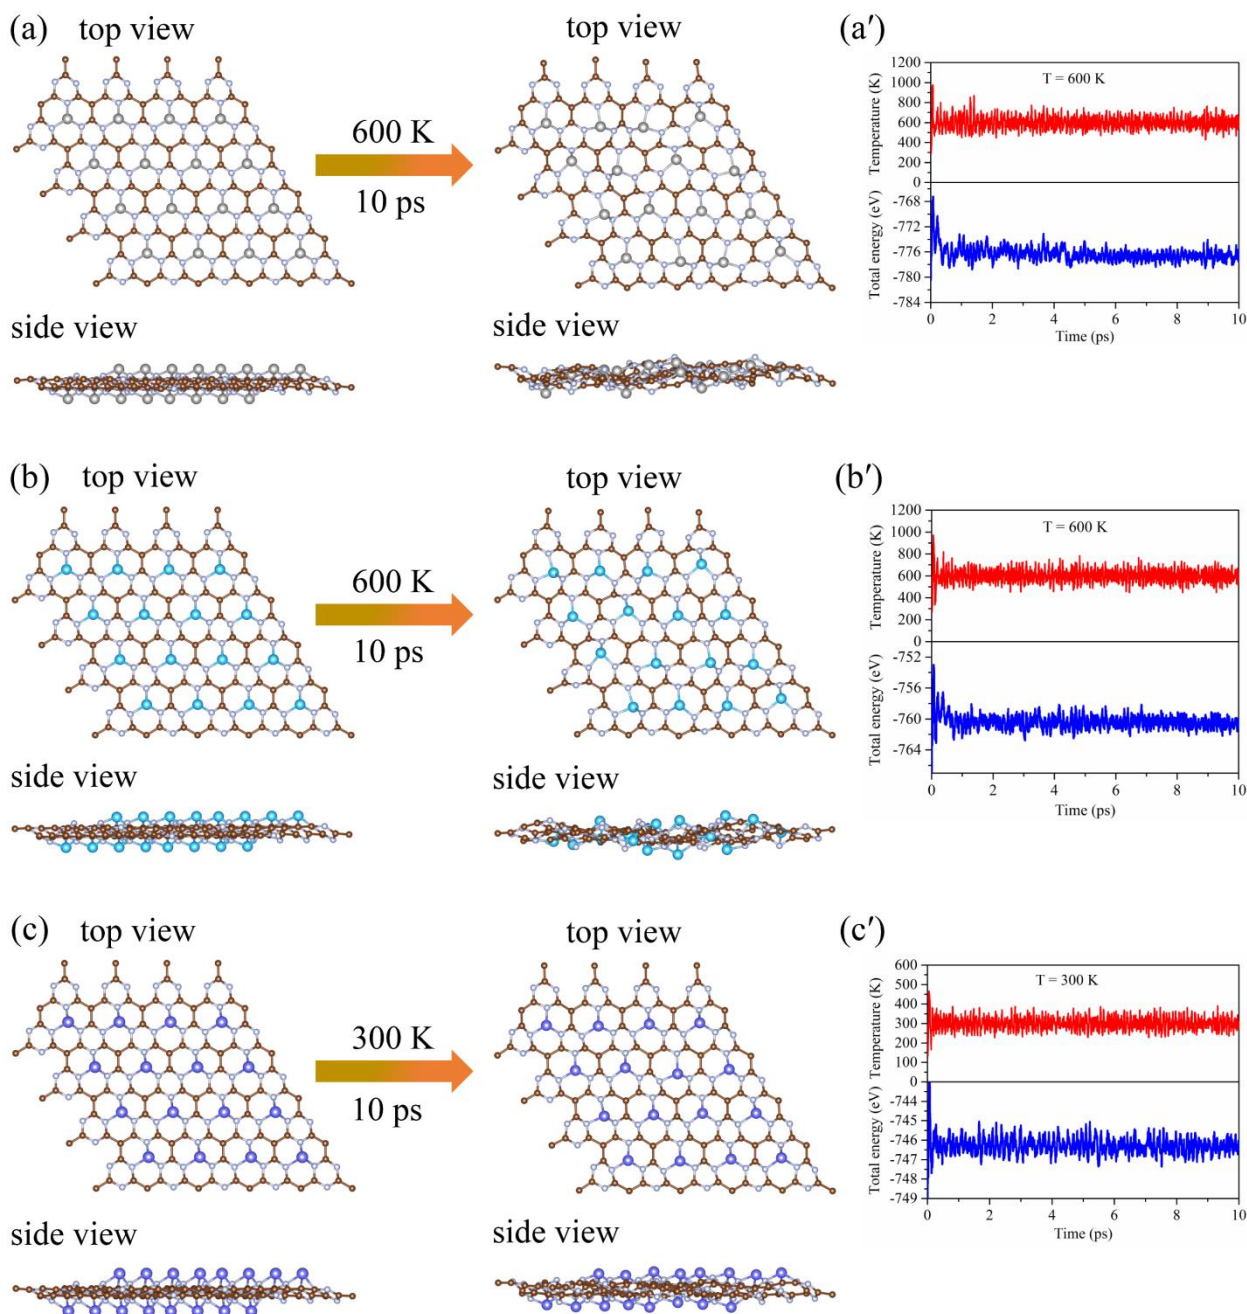 (a)
top view
top view
600 K
10 ps
side view
side view
(a′)
1200
1000
800
600
400
200
0
Temperature (K)
T = 600 K
-768
-772
-776
-780
-784
Total energy (eV)
0 2 4 6 8 10
Time (ps)
(b)
top view
top view
600 K
10 ps
side view
side view
(b′)
1200
1000
800
600
400
200
0
Temperature (K)
T = 600 K
-752
-756
-760
-764
Total energy (eV)
0 2 4 6 8 10
Time (ps)
(c)
top view
top view
300 K
10 ps
side view
side view
(c′)
600
500
400
300
200
100
0
Temperature (K)
T = 300 K
-744
-745
-746
-747
-748
-749
Total energy (eV)
0 2 4 6 8 10
Time (ps)